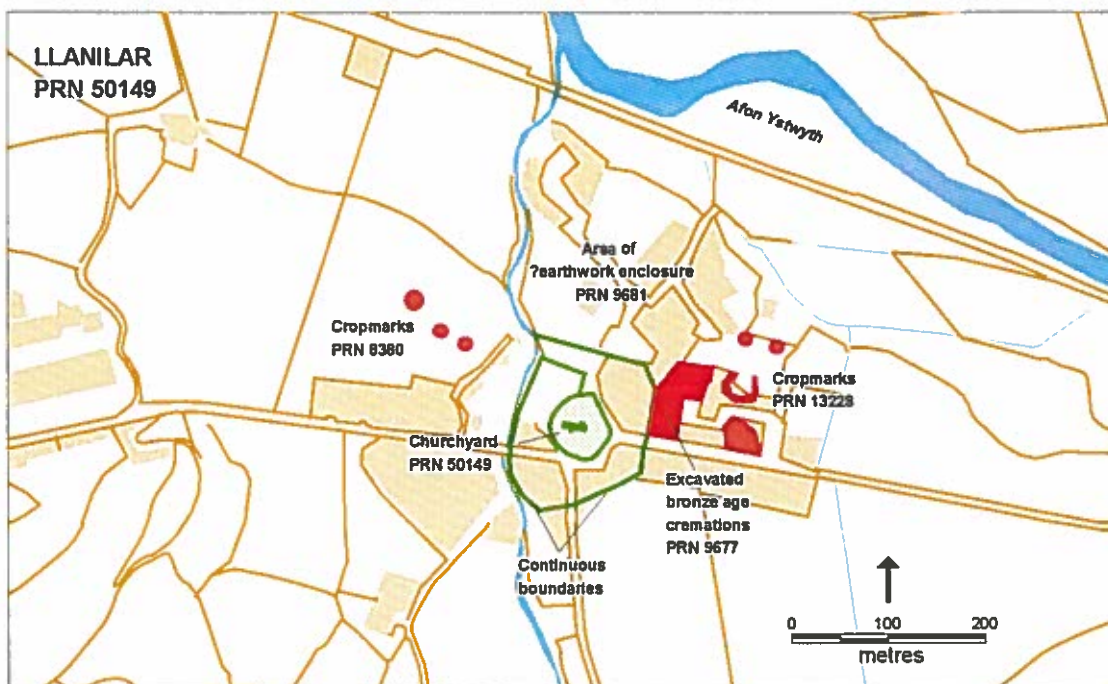 LLANILAR
PRN 50149
Afon Ystwyth
Area of
?earthwork enclosure
PRN 9681
Cropmarks
PRN 8380
Cropmarks
PRN 13228
Churchyard
PRN 50149
Excavated
bronze age
cremations
PRN 9677
Continuous
boundaries
0 100 200
metres